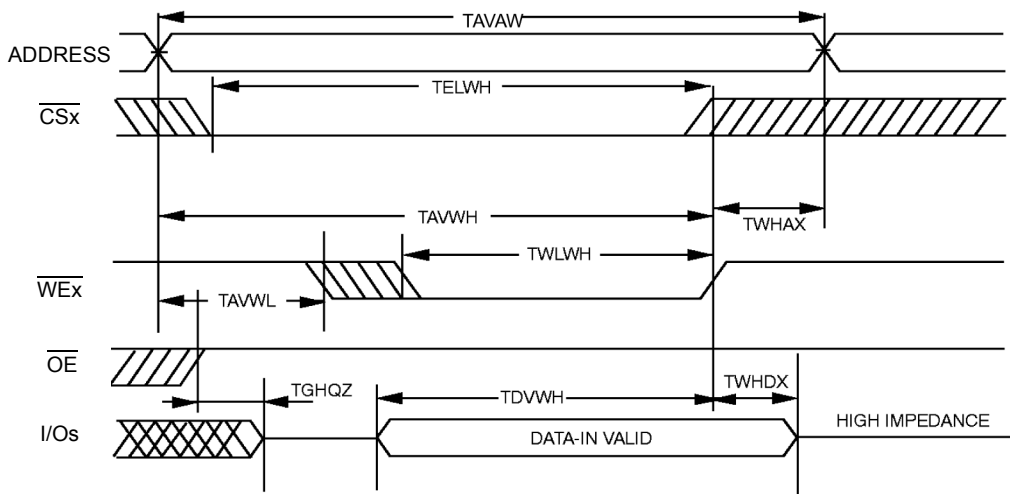 TAVAW
ADDRESS
TELWH
CSx
TAVWH
TWHAX
TWLWH
WEx
TAVWL
OE
TGHQZ
TDVWH
TWHDX
I/Os
DATA-IN VALID
HIGH IMPEDANCE